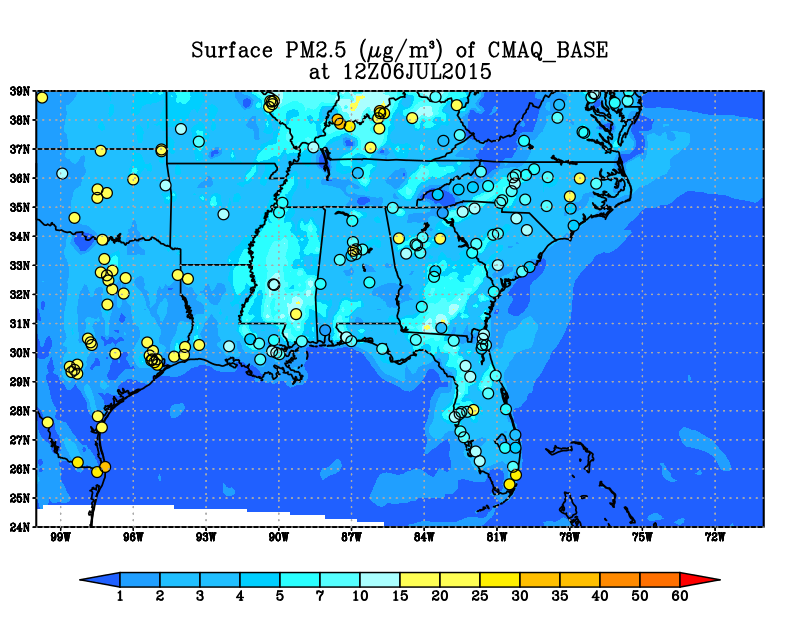 Surface PM2.5 (μg/m³) of CMAQ_BASE
at 12Z06JUL2015
39N
38N
37N
36N
35N
34N
33N
32N
31N
30N
29N
28N
27N
26N
25N
24N
99W 96W 93W 90W 87W 84W 81W 78W 75W 72W
1 2 3 4 5 7 10 15 20 25 30 35 40 50 60